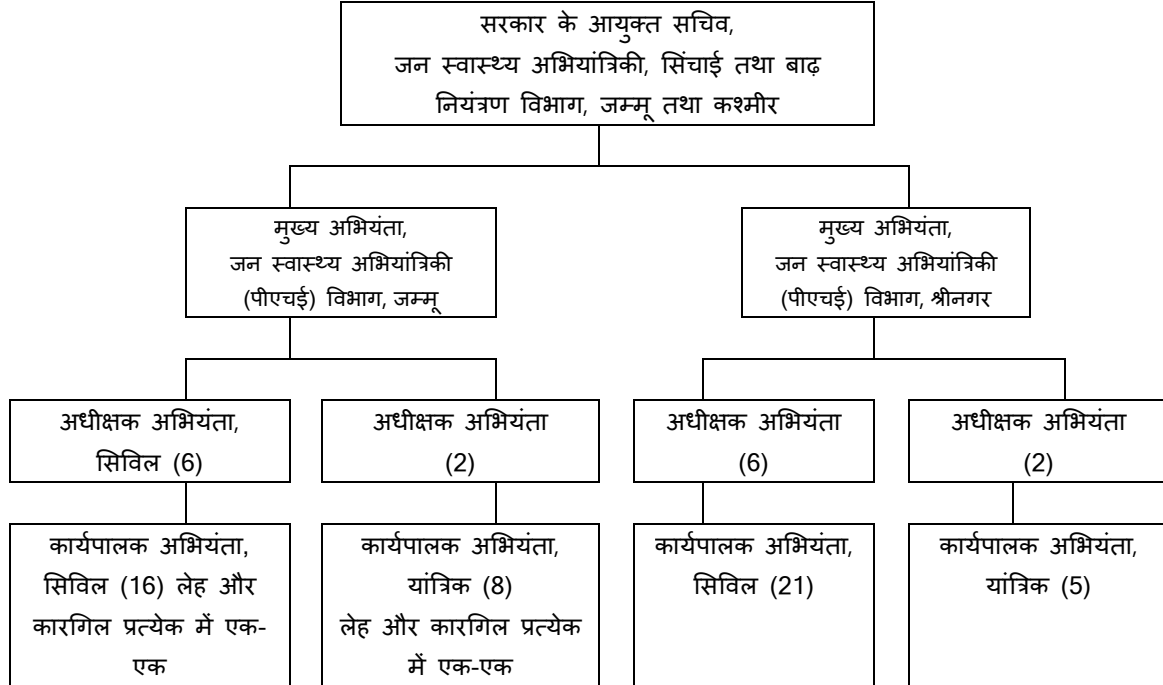 सरकार के आयुक्त सचिव,
जन स्वास्थ्य अभियांत्रिकी, सिंचाई तथा बाढ़
नियंत्रण विभाग, जम्मू तथा कश्मीर
मुख्य अभियंता,
जन स्वास्थ्य अभियांत्रिकी
(पीएचई) विभाग, जम्मू
मुख्य अभियंता,
जन स्वास्थ्य अभियांत्रिकी
(पीएचई) विभाग, श्रीनगर
अधीक्षक अभियंता,
सिविल (6)
अधीक्षक अभियंता
(2)
अधीक्षक अभियंता
(6)
अधीक्षक अभियंता
(2)
कार्यपालक अभियंता,
सिविल (16) लेह और
कारगिल प्रत्येक में एक-
एक
कार्यपालक अभियंता,
यांत्रिक (8)
लेह और कारगिल प्रत्येक
में एक-एक
कार्यपालक अभियंता,
सिविल (21)
कार्यपालक अभियंता,
यांत्रिक (5)